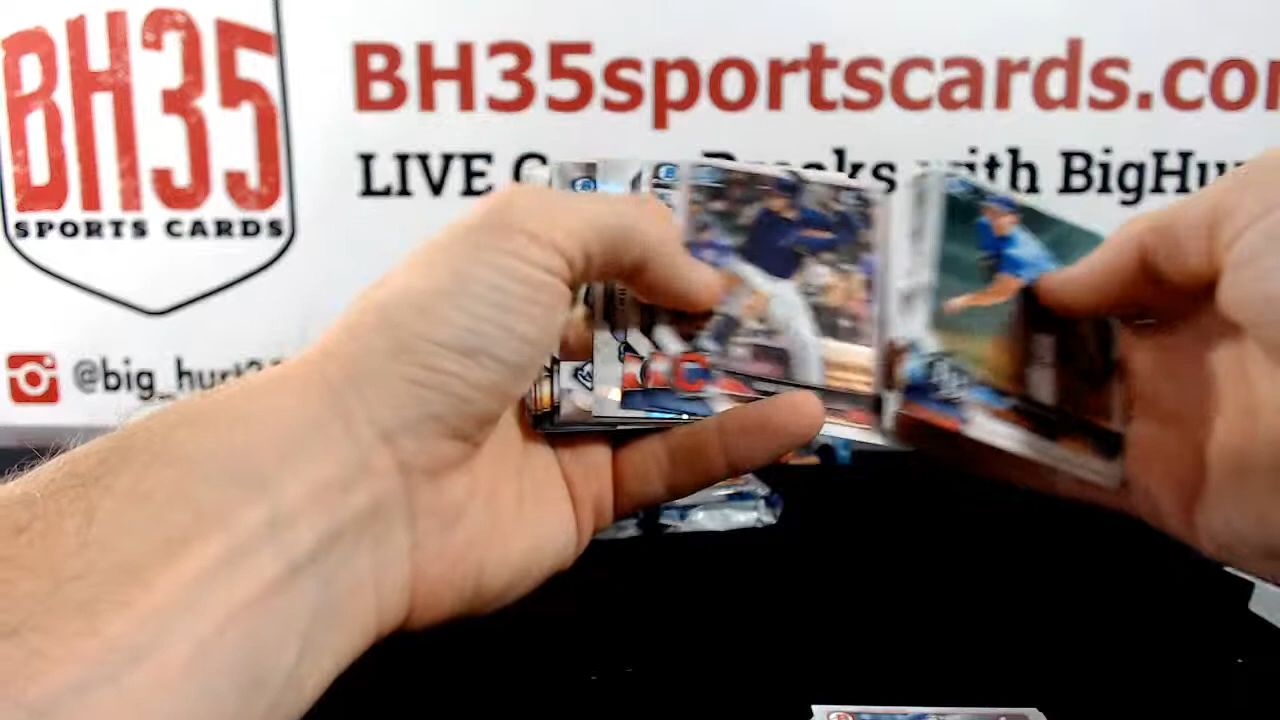 BH35
SPORTS CARDS
BH35sportscards.co
LIVE with BigHu
@big_hurt